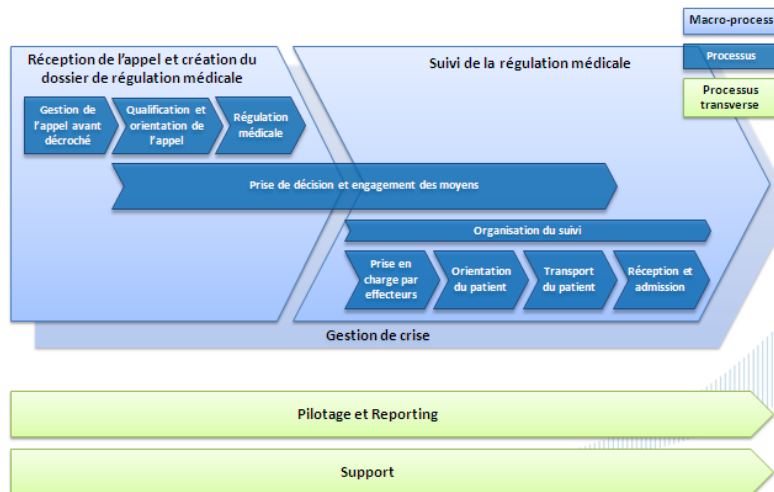 Macro-process
Réception de l'appel et création du
dossier de régulation médicale
Suivi de la régulation médicale
Processus
Processus
transverse
Gestion de
l'appel avant
décroché
Qualification et
orientation de
l'appel
Régulation
médicale
Prise de décision et engagement des moyens
Organisation du suivi
Prise en
charge par
effecteurs
Orientation
du patient
Transport
du patient
Réception et
admission
Gestion de crise
Pilotage et Reporting
Support